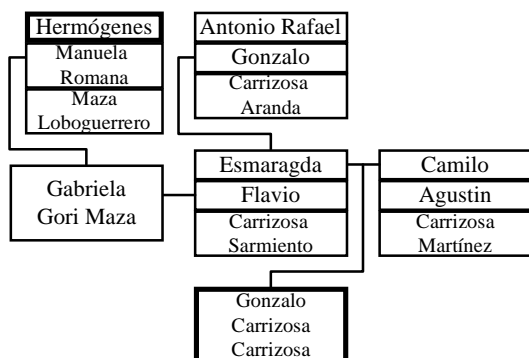 Hermógenes
Manuela
Romana
Maza
Loboguerrero
Antonio Rafael
Gonzalo
Carrizosa
Aranda
Gabriela
Gori Maza
Esmaragda
Flavio
Carrizosa
Sarmiento
Camilo
Agustin
Carrizosa
Martínez
Gonzalo
Carrizosa
Carrizosa